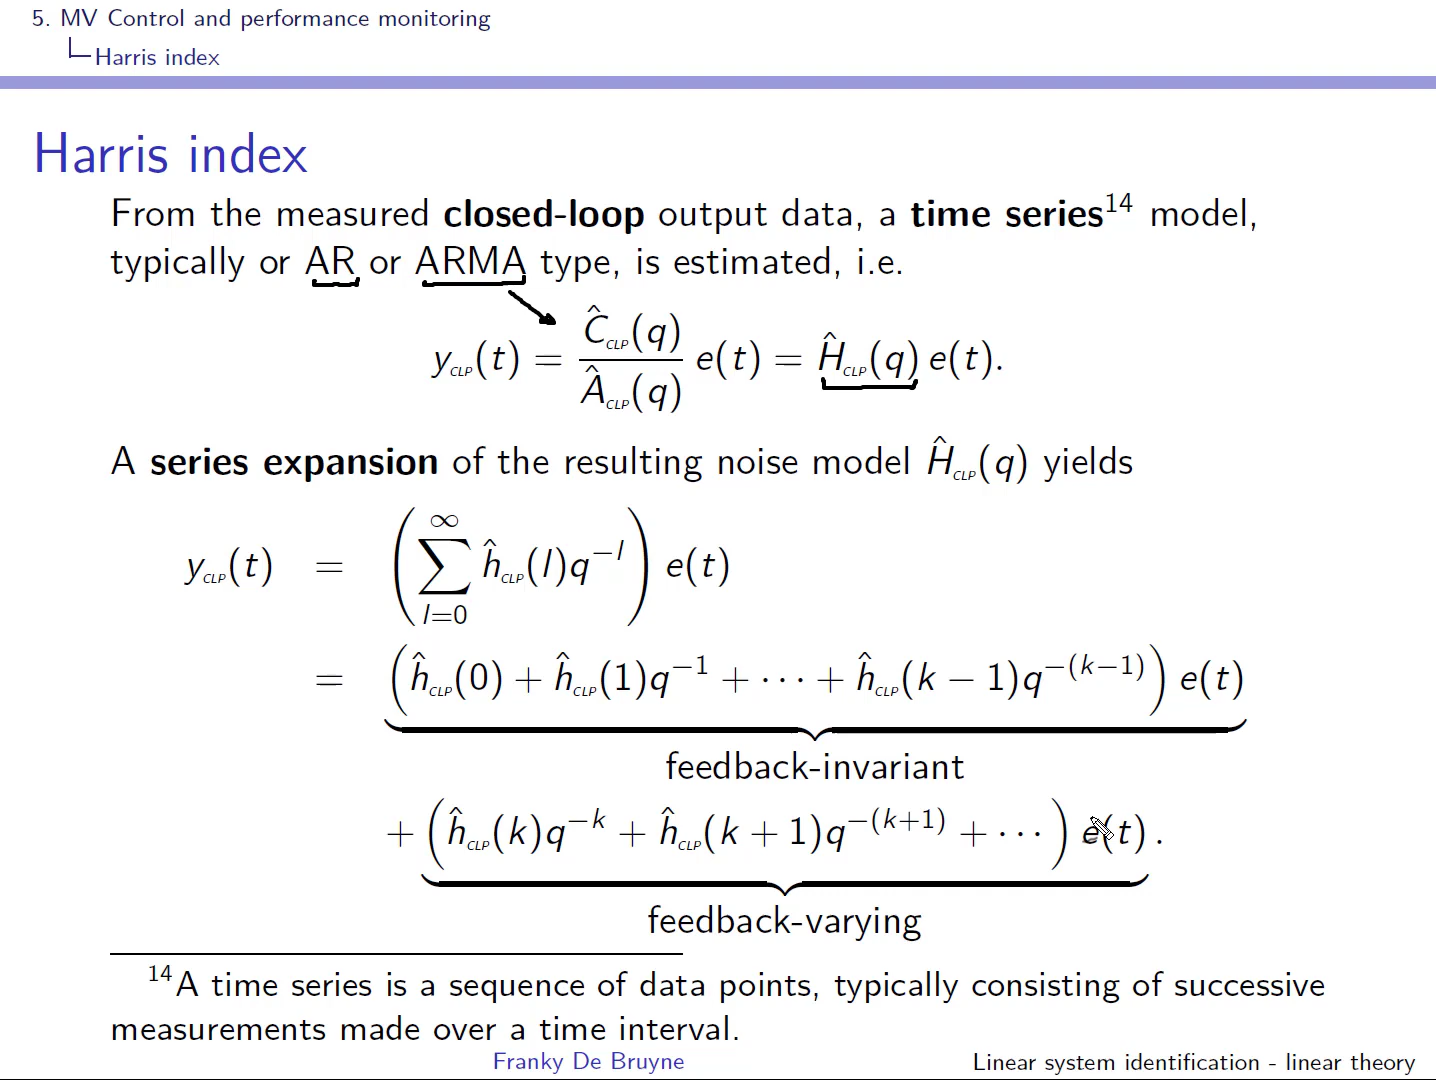 5. MV Control and performance monitoring
Harris index
Harris index
From the measured closed-loop output data, a time series¹⁴ model,
typically or AR or ARMA type, is estimated, i.e.
y_CLP(t) = Ĉ_CLP(q) / Â_CLP(q) e(t) = Ĥ_CLP(q) e(t).
A series expansion of the resulting noise model Ĥ_CLP(q) yields
y_CLP(t) = ( ∑_{l=0}^{∞} ĥ_CLP(l)q^{−l} ) e(t)
= ( ĥ_CLP(0) + ĥ_CLP(1)q^{−1} + ⋯ + ĥ_CLP(k − 1)q^{−(k−1)} ) e(t)
feedback-invariant
+ ( ĥ_CLP(k)q^{−k} + ĥ_CLP(k + 1)q^{−(k+1)} + ⋯ ) e(t).
feedback-varying
¹⁴A time series is a sequence of data points, typically consisting of successive
measurements made over a time interval.
Franky De Bruyne
Linear system identification - linear theory